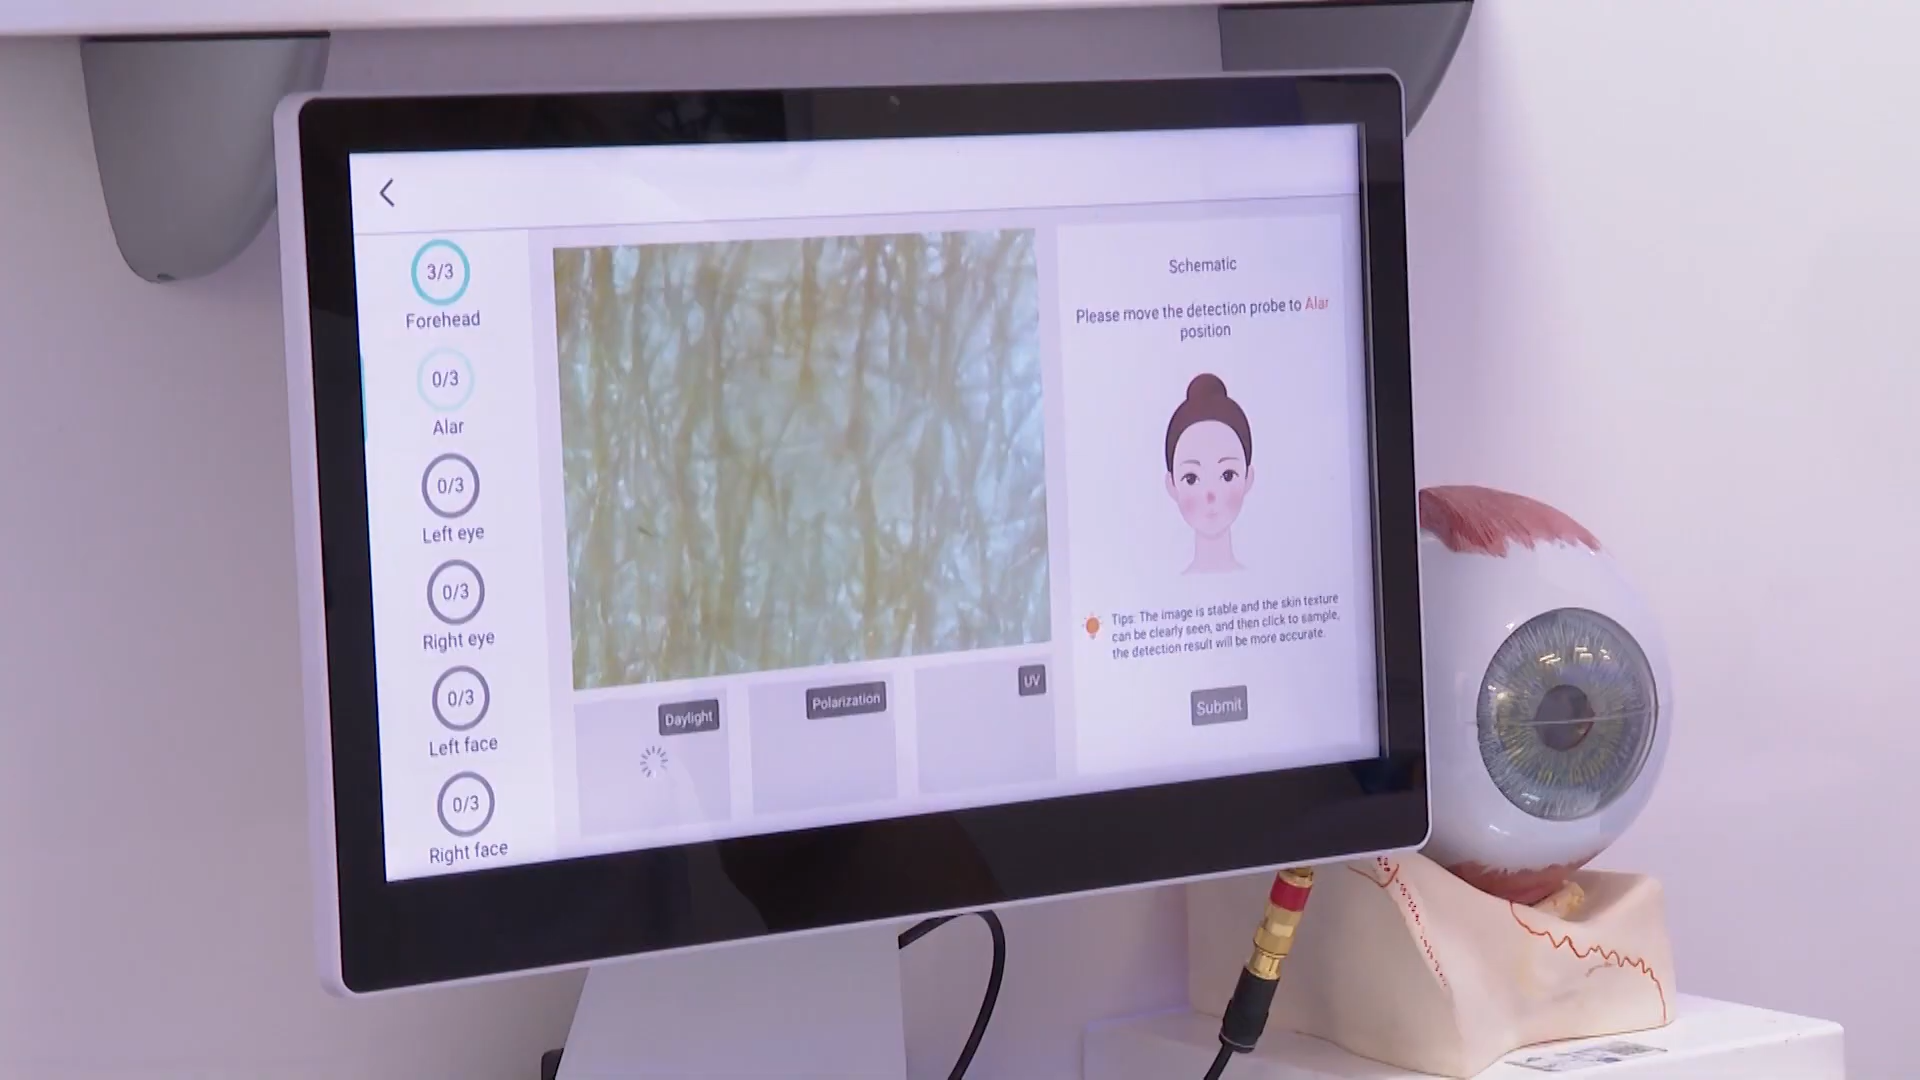 3/3
Forehead
0/3
Alar
0/3
Left eye
0/3
Right eye
0/3
Left face
0/3
Right face
Daylight
Polarization
UV
Schematic
Please move the detection probe to Alar
position
Tips: The image is stable and the skin texture
can be clearly seen, and then click to sample,
the detection result will be more accurate.
Submit